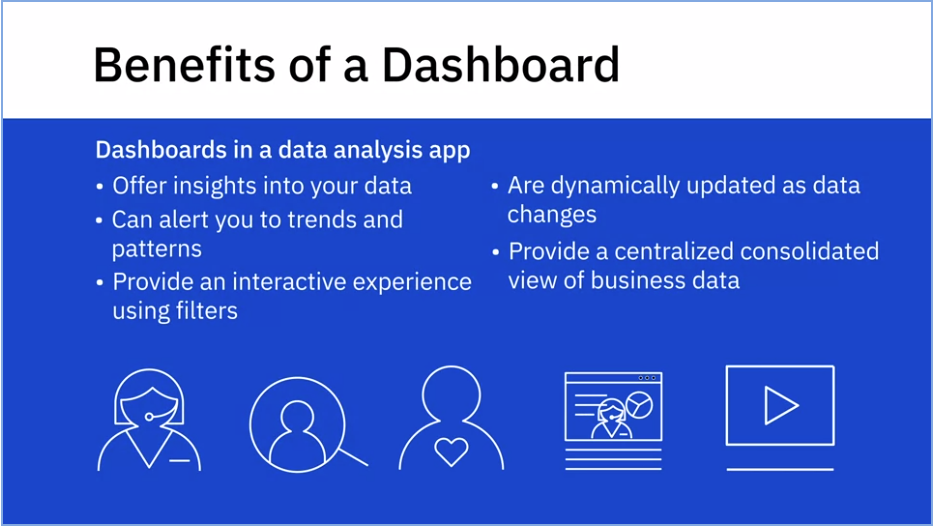 Benefits of a Dashboard
Dashboards in a data analysis app
• Offer insights into your data
• Can alert you to trends and
patterns
• Provide an interactive experience
using filters
• Are dynamically updated as data
changes
• Provide a centralized consolidated
view of business data